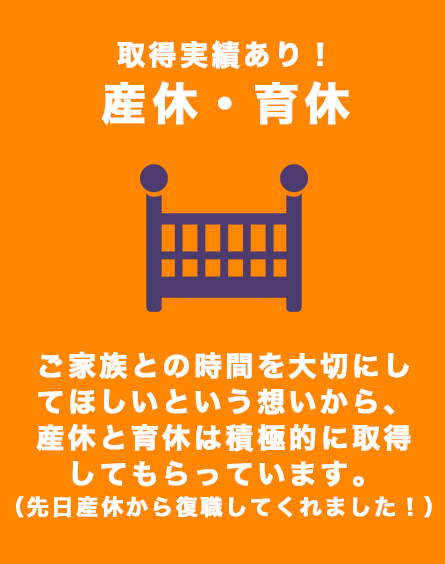 取得実績あり！
産休・育休
ご家族との時間を大切にし
てほしいという想いから、
産休と育休は積極的に取得
してもらっています。
（先日産休から復職してくれました！）